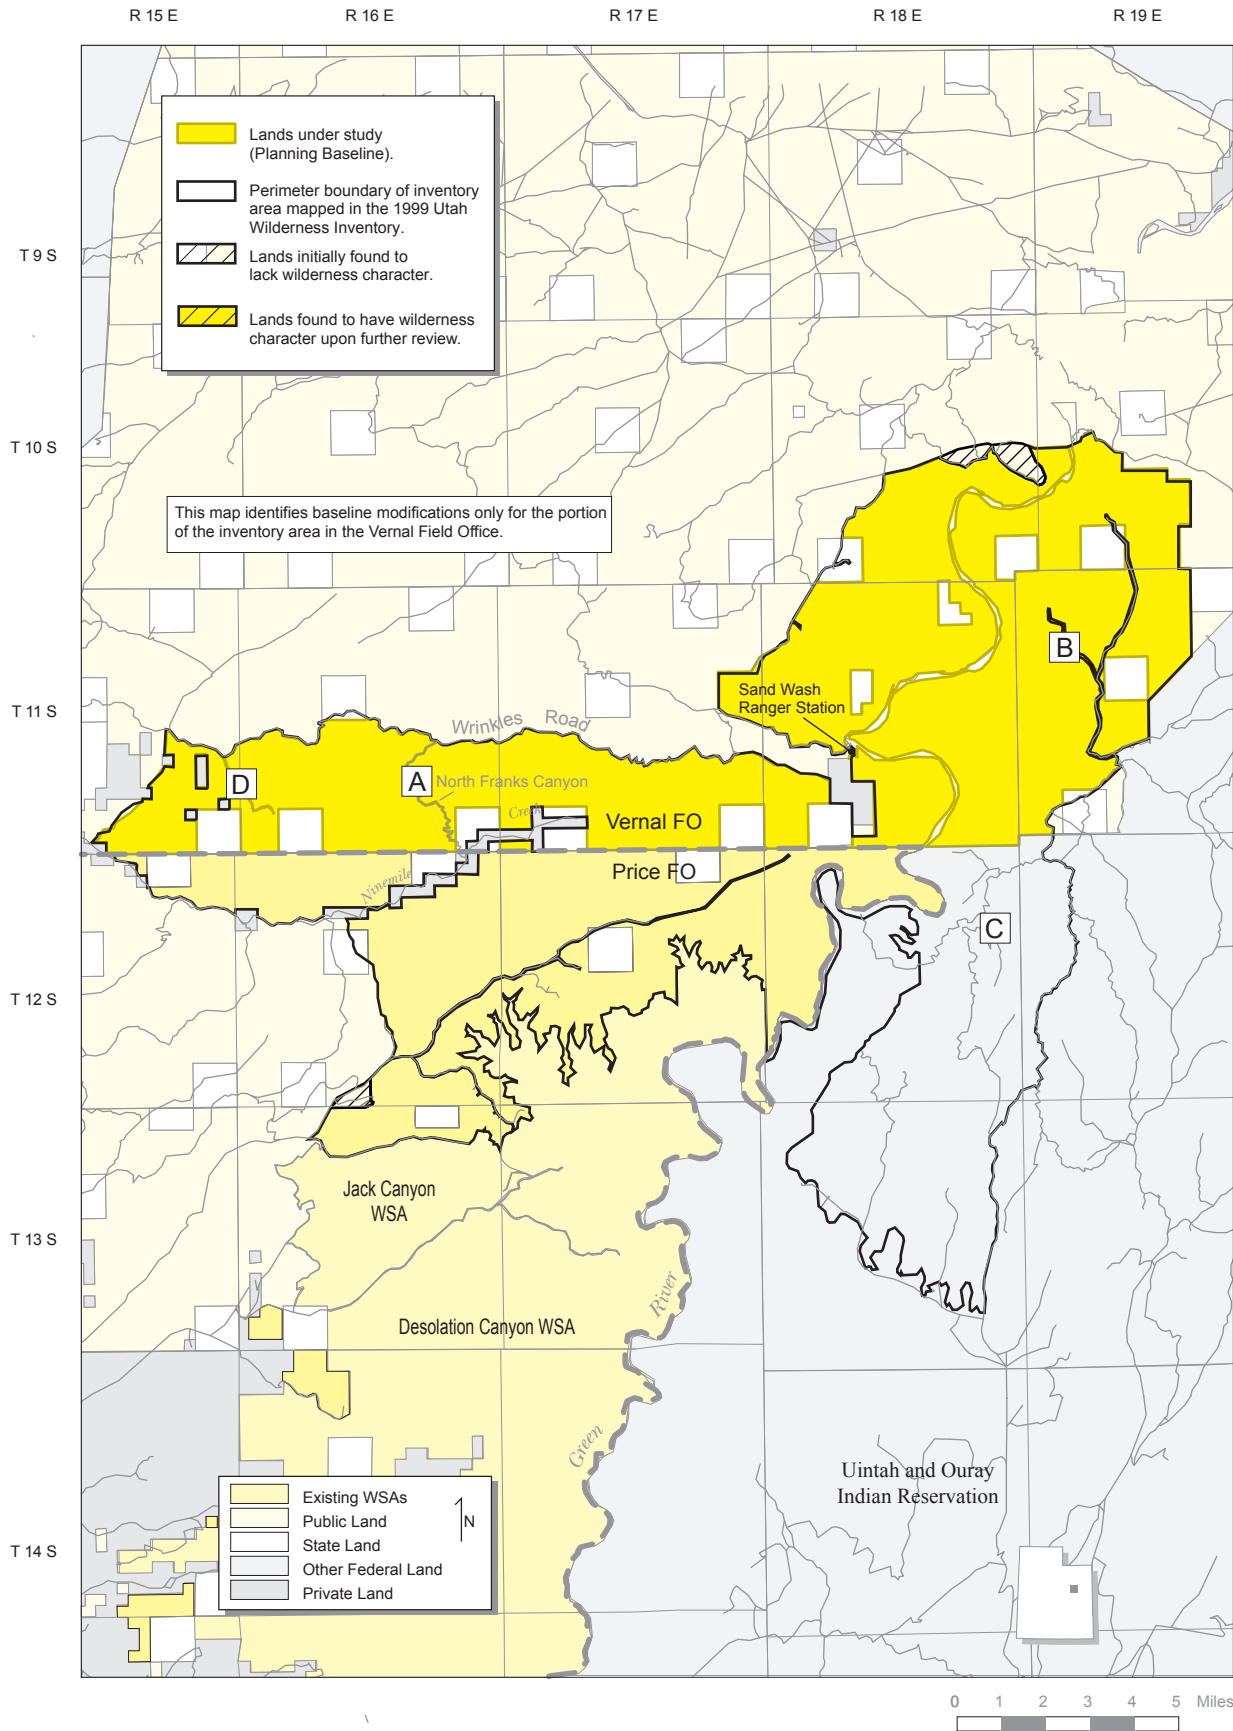 R 15 E
R 16 E
R 17 E
R 18 E
R 19 E
Lands under study
(Planning Baseline).
Perimeter boundary of inventory
area mapped in the 1999 Utah
Wilderness Inventory.
Lands initially found to
lack wilderness character.
Lands found to have wilderness
character upon further review.
T 9 S
T 10 S
This map identifies baseline modifications only for the portion
of the inventory area in the Vernal Field Office.
B
Sand Wash
Ranger Station
T 11 S
Wrinkles Road
D
A
North Franks Canyon
Creek
Vernal FO
Price FO
Ninemile
C
T 12 S
Jack Canyon
WSA
T 13 S
River
Desolation Canyon WSA
Green
Uintah and Ouray
Indian Reservation
Existing WSAs
Public Land
State Land
Other Federal Land
Private Land
N
T 14 S
0 1 2 3 4 5 Miles